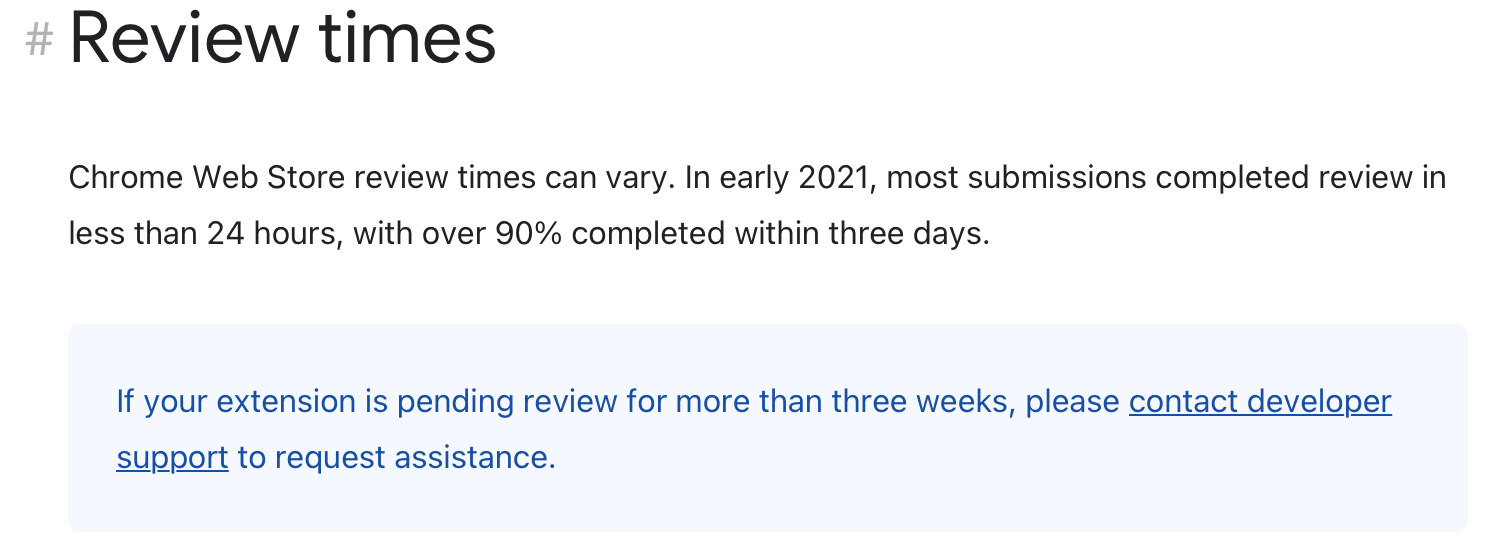 # Review times
Chrome Web Store review times can vary. In early 2021, most submissions completed review in
less than 24 hours, with over 90% completed within three days.
If your extension is pending review for more than three weeks, please contact developer
support to request assistance.